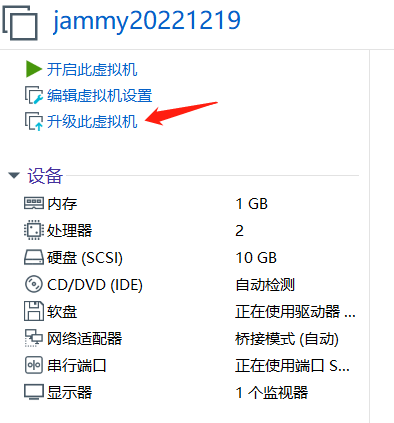 jammy20221219
开启此虚拟机
编辑虚拟机设置
升级此虚拟机
设备
内存 1 GB
处理器 2
硬盘 (SCSI) 10 GB
CD/DVD (IDE) 自动检测
软盘 正在使用驱动器 ...
网络适配器 桥接模式 (自动)
串行端口 正在使用端口 S...
显示器 1 个监视器